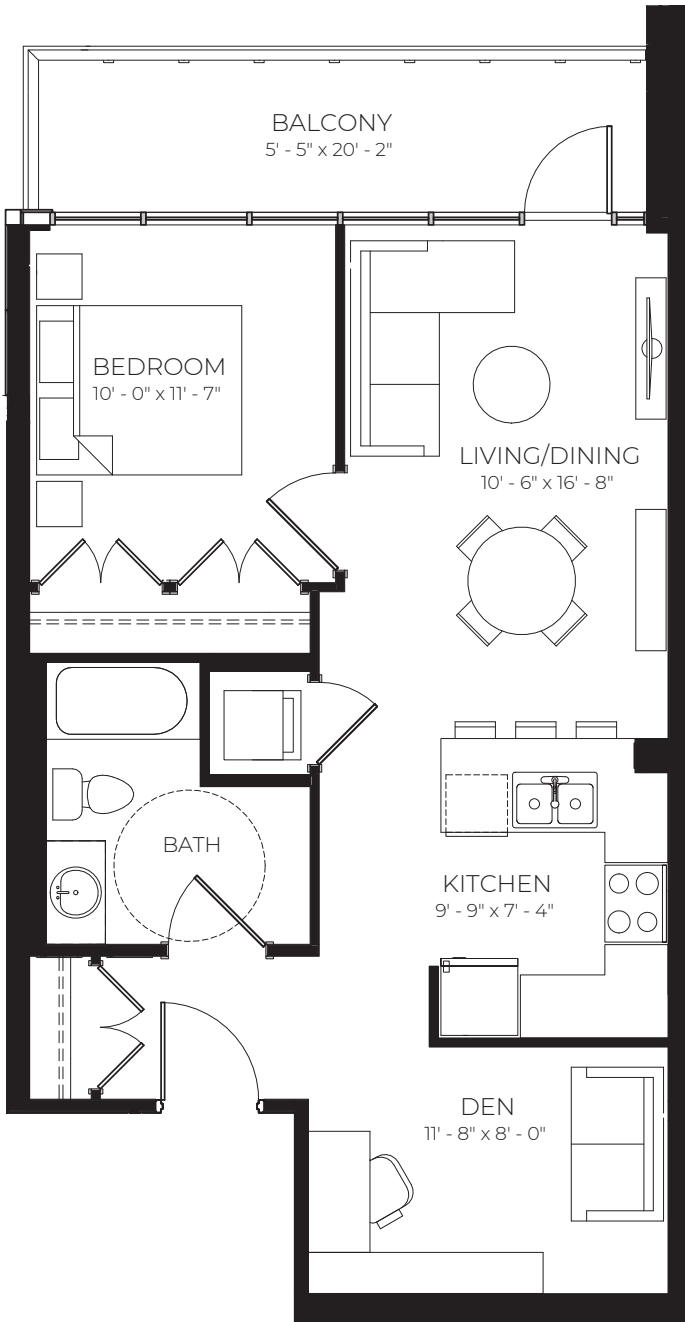 BALCONY
5' - 5" x 20' - 2"
BEDROOM
10' - 0" x 11' - 7"
LIVING/DINING
10' - 6" x 16' - 8"
BATH
KITCHEN
9' - 9" x 7' - 4"
DEN
11' - 8" x 8' - 0"